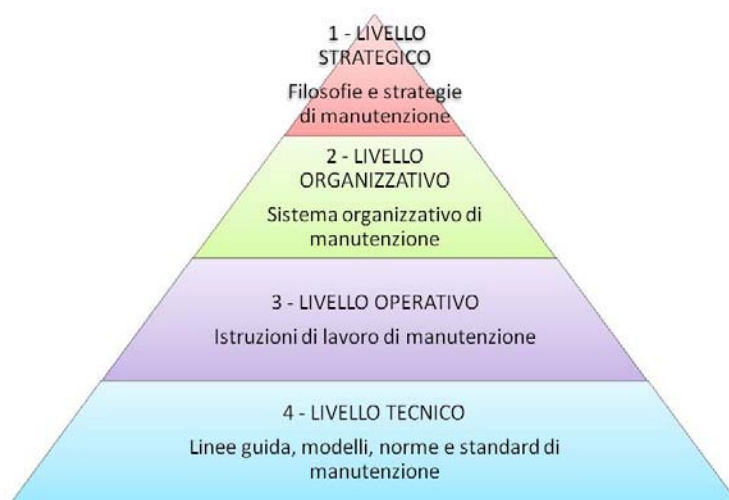 1 - LIVELLO
STRATEGICO
Filosofie e strategie
di manutenzione
2 - LIVELLO
ORGANIZZATIVO
Sistema organizzativo di
manutenzione
3 - LIVELLO OPERATIVO
Istruzioni di lavoro di manutenzione
4 - LIVELLO TECNICO
Linee guida, modelli, norme e standard di
manutenzione